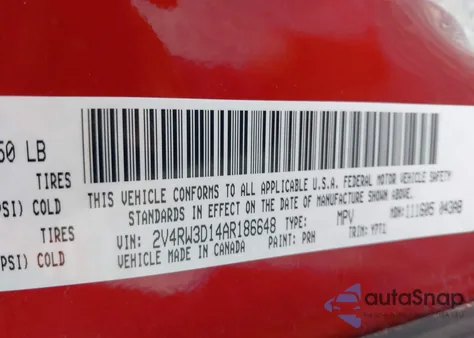 50 LB
TIRES
PSI) COLD
TIRES
PSI) COLD
THIS VEHICLE CONFORMS TO ALL APPLICABLE U.S.A. FEDERAL MOTOR VEHICLE SAFETY
STANDARDS IN EFFECT ON THE DATE OF MANUFACTURE SHOWN ABOVE.
VIN: 2V4RW3D14AR186648 TYPE: MPV MDH:
VEHICLE MADE IN CANADA PAINT: PRH TRIM:
autoSnap